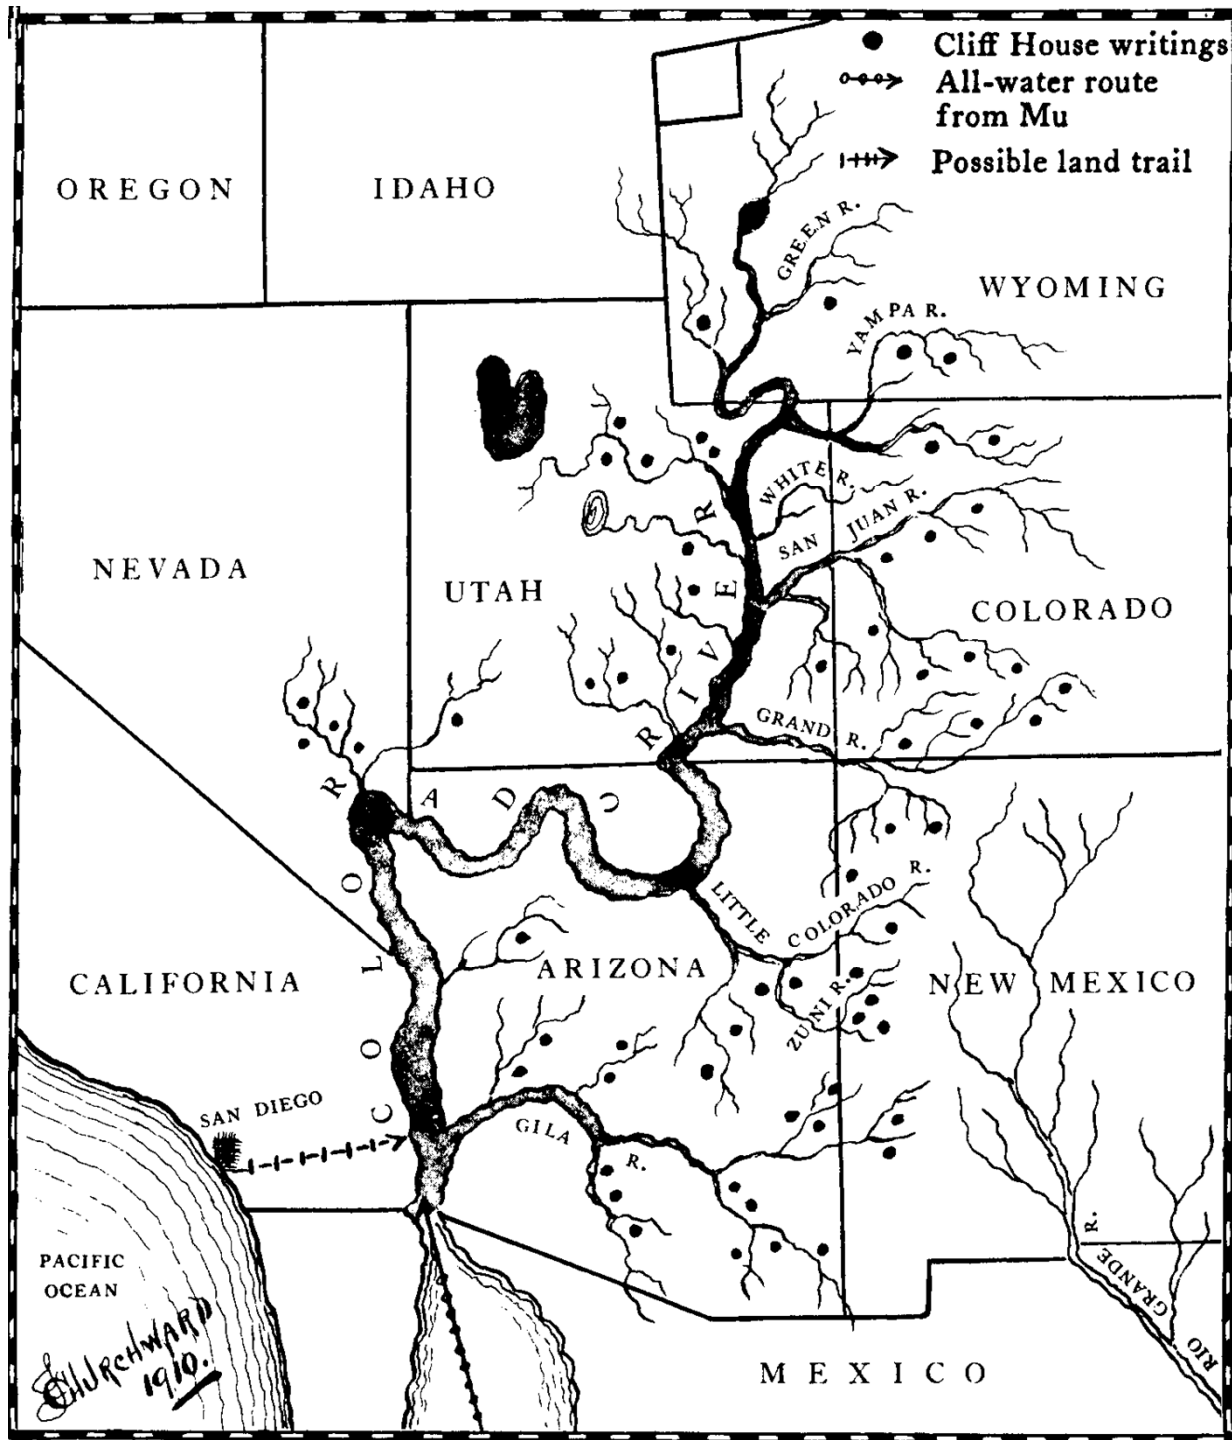 Cliff House writings
All-water route
from Mu
Possible land trail
OREGON
IDAHO
GREEN R.
WYOMING
YAMPA R.
WHITE R.
SAN JUAN R.
NEVADA
UTAH
COLORADO
GRAND R.
COLORADO RIVER
LITTLE COLORADO R.
CALIFORNIA
ARIZONA
NEW MEXICO
ZUNI R.
SAN DIEGO
GILA R.
RIO GRANDE R.
PACIFIC
OCEAN
J CHURCHWARD
1910.
MEXICO